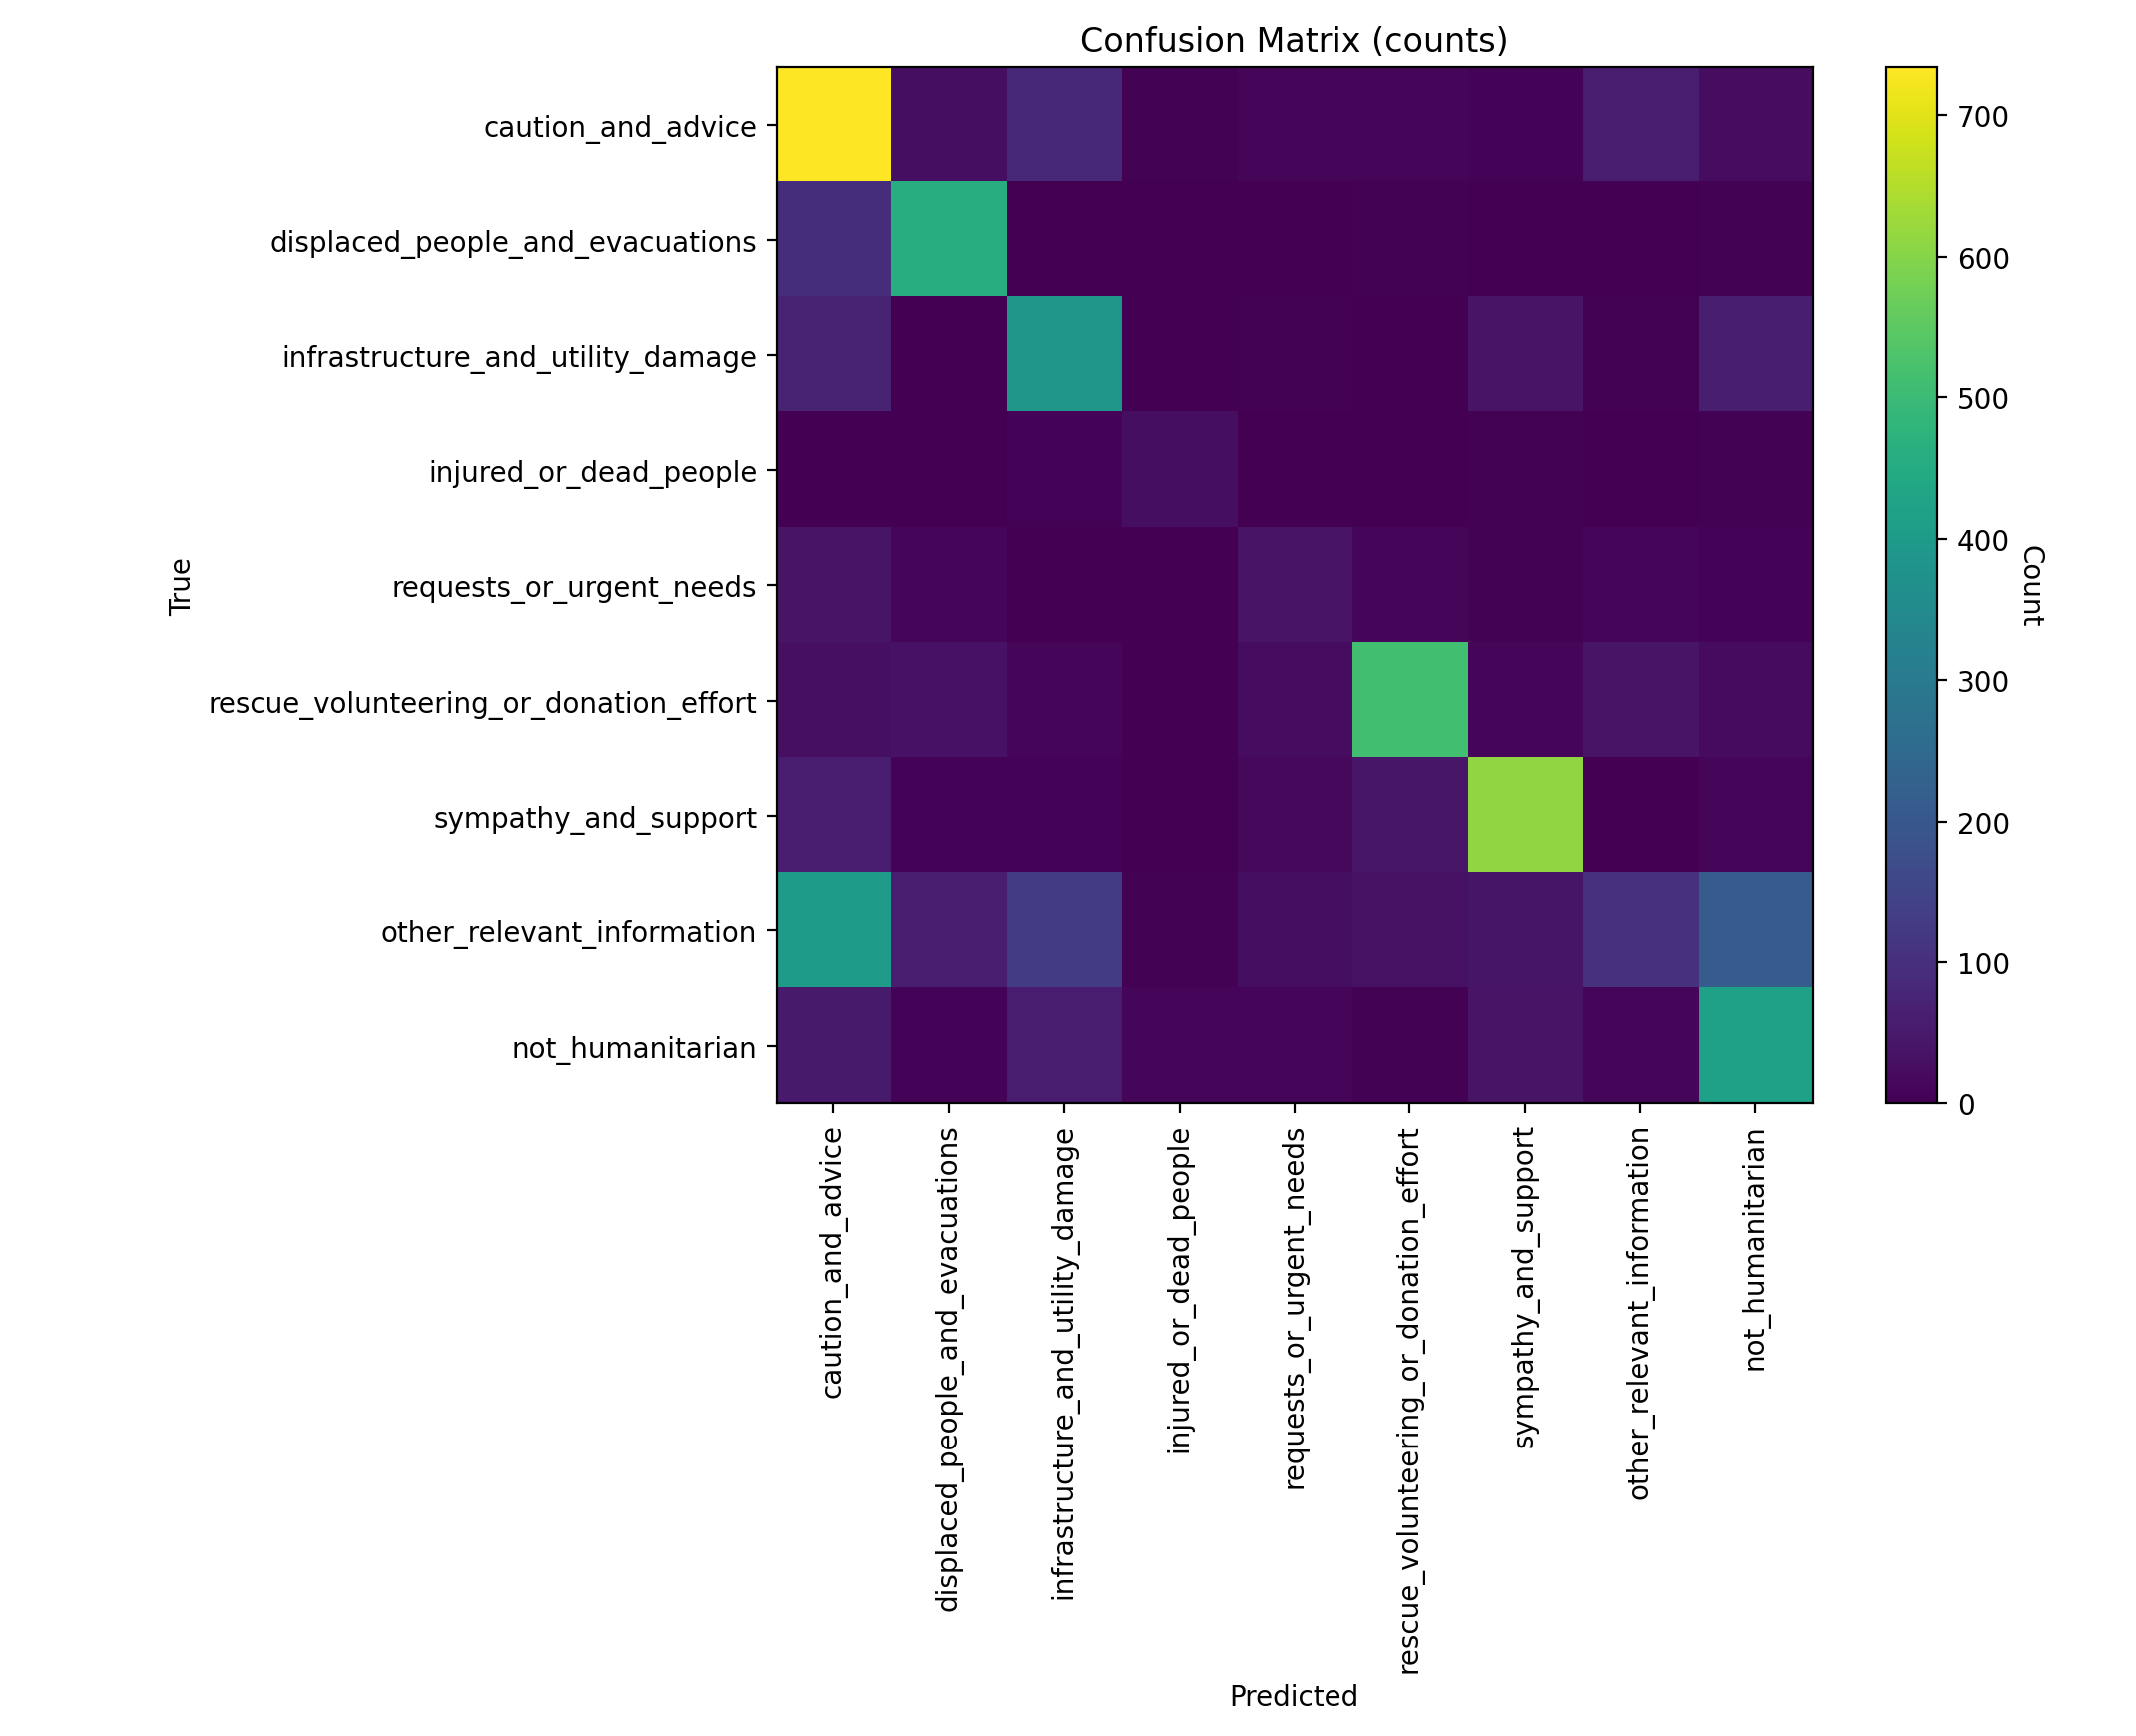 Confusion Matrix (counts)
caution_and_advice
displaced_people_and_evacuations
infrastructure_and_utility_damage
injured_or_dead_people
requests_or_urgent_needs
rescue_volunteering_or_donation_effort
sympathy_and_support
other_relevant_information
not_humanitarian
True
caution_and_advice
displaced_people_and_evacuations
infrastructure_and_utility_damage
injured_or_dead_people
requests_or_urgent_needs
rescue_volunteering_or_donation_effort
sympathy_and_support
other_relevant_information
not_humanitarian
Predicted
700
600
500
400
300
200
100
0
Count